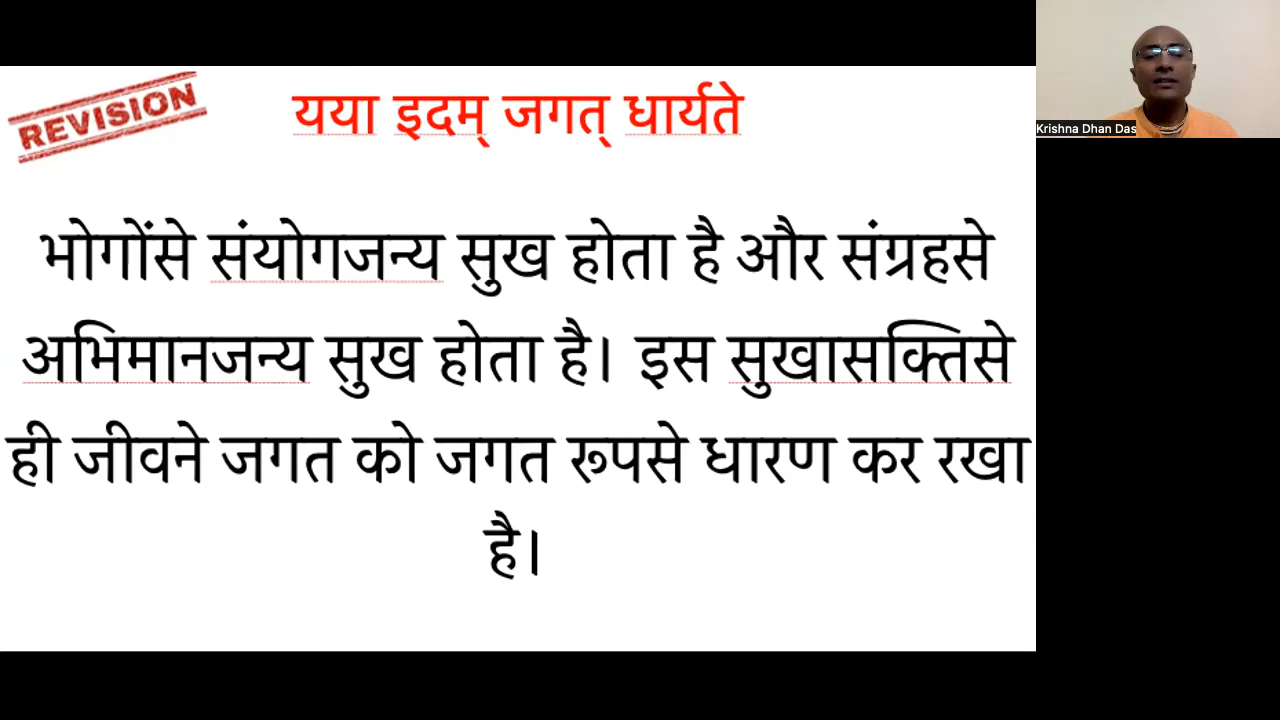 REVISION
यया इदम् जगत् धार्यते
भोगोंसे संयोगजन्य सुख होता है और संग्रहसे
अभिमानजन्य सुख होता है। इस सुखासक्तिसे
ही जीवने जगत को जगत रूपसे धारण कर रखा
है।
Krishna Dhan Das